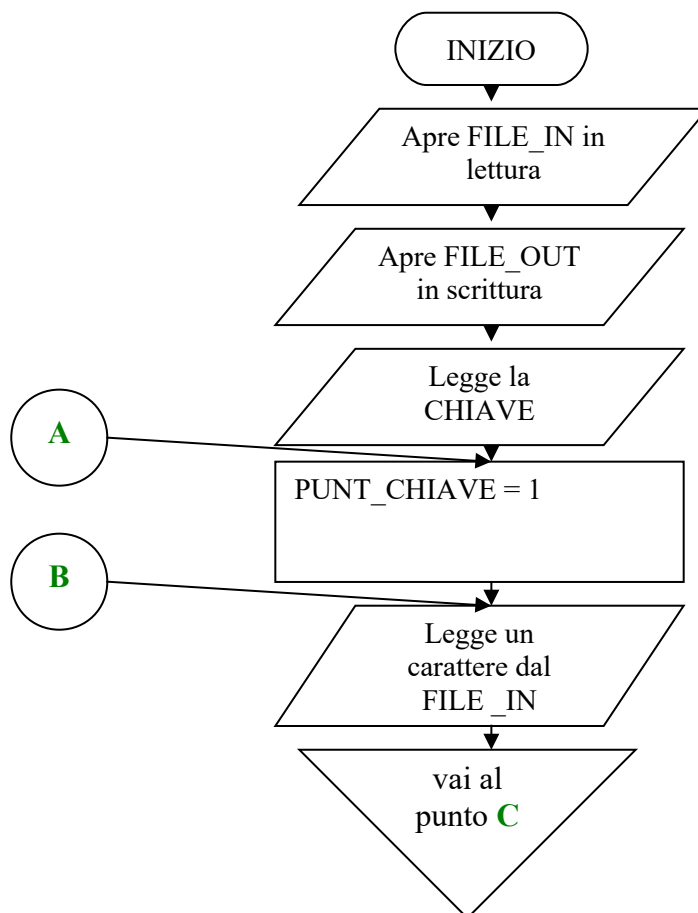 INIZIO
Apre FILE_IN in
lettura
Apre FILE_OUT
in scrittura
Legge la
CHIAVE
A
PUNT_CHIAVE = 1
B
Legge un
carattere dal
FILE _IN
vai al
punto C